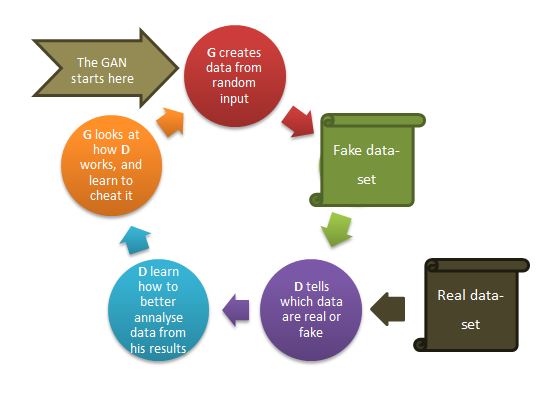 The GAN
starts here
G creates
data from
random
input
Fake data-
set
Real data-
set
D tells
which data
are real or
fake
D learn
how to
better
annalyse
data from
his results
G looks at
how D
works, and
learn to
cheat it